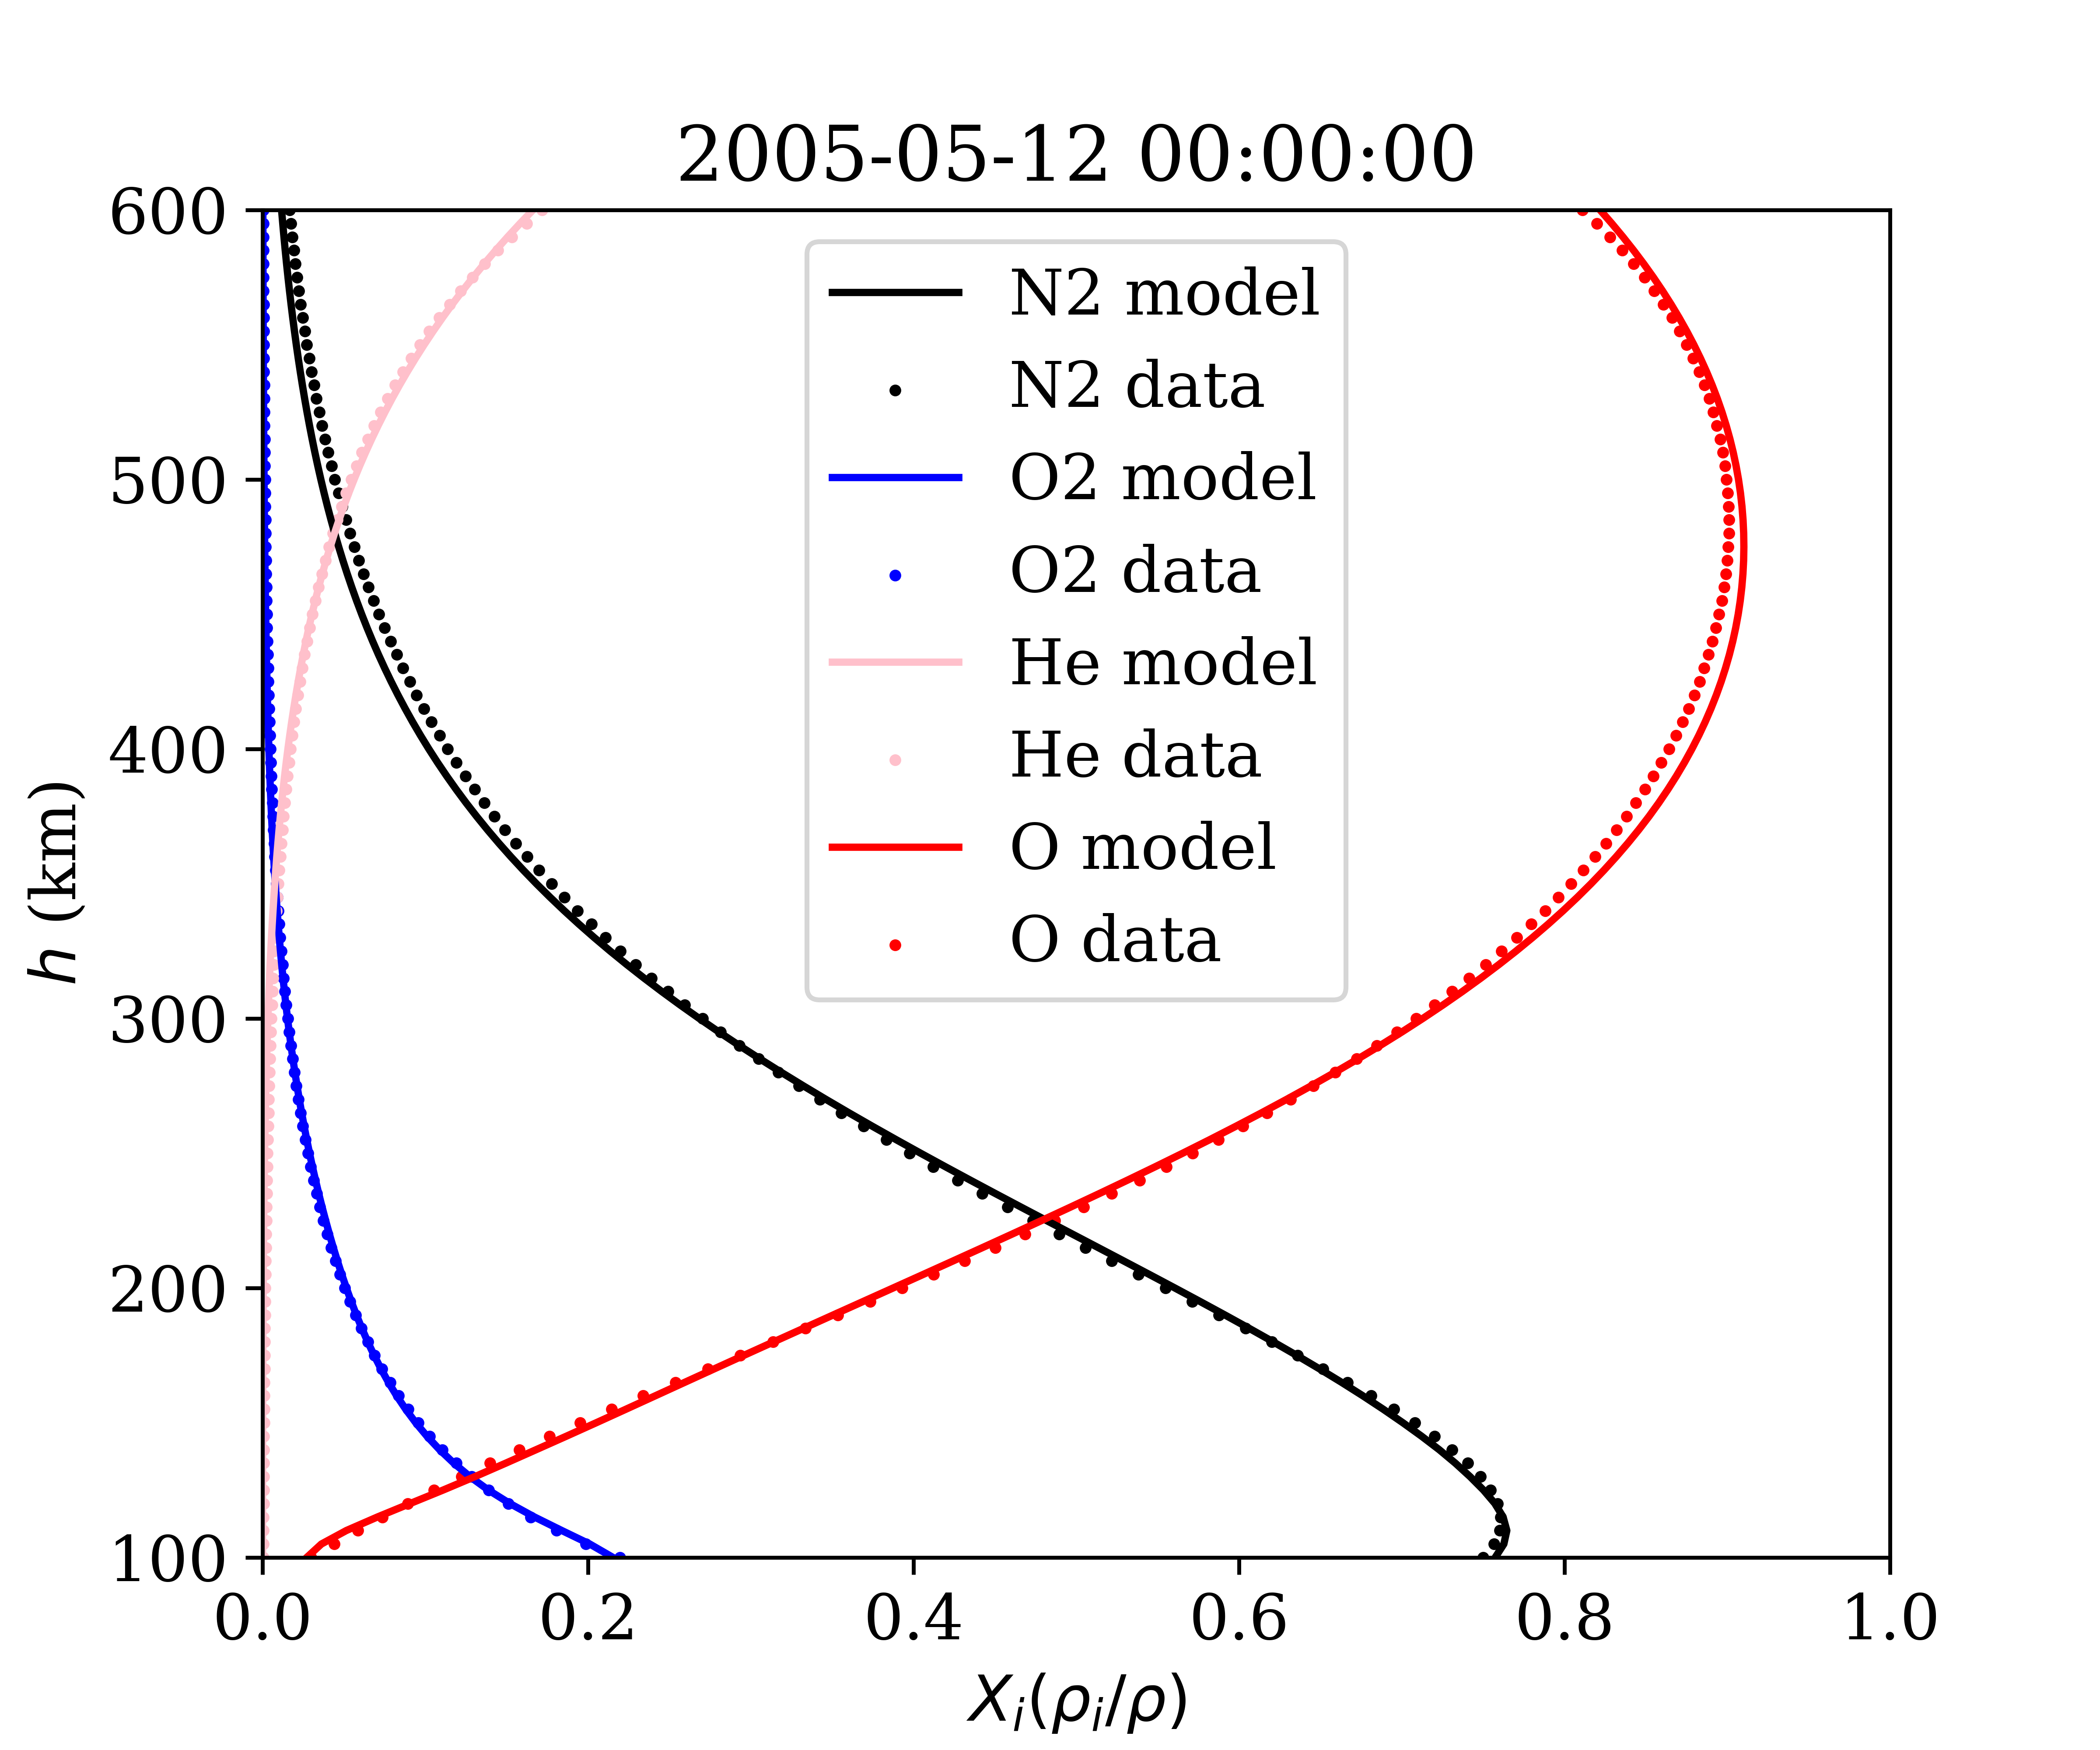 2005-05-12 00:00:00
600
500
400
300
200
100
h (km)
N2 model
N2 data
O2 model
O2 data
He model
He data
O model
O data
0.0 0.2 0.4 0.6 0.8 1.0
Xᵢ(ρᵢ/ρ)